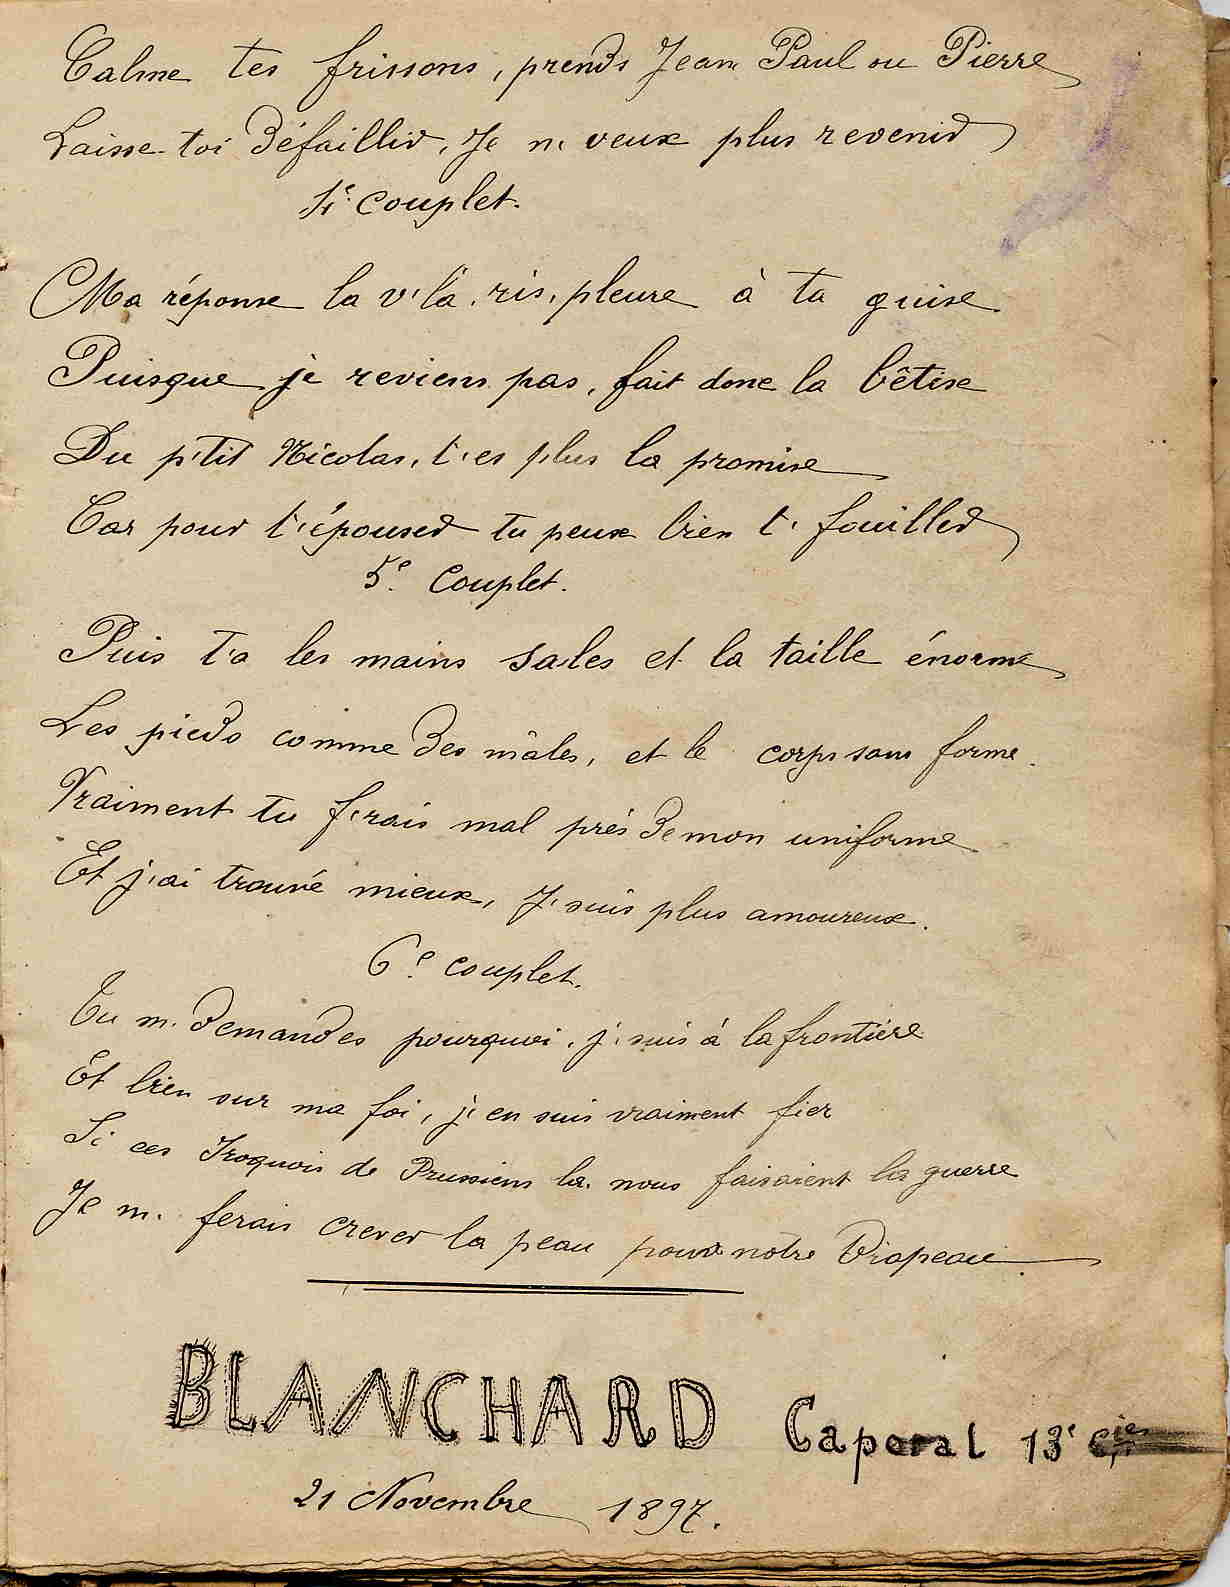 Calme tes frissons, prends Jean Paul ou Pierre
Laisse-toi défaillir, Je n' veux plus revenir
4e couplet.
Ma réponse la v'là, ris, pleure à ta guise
Puisque je reviens pas, fait donc la bêtise
Du p'tit Nicolas, t'es plus la promise
Car pour t'épouser tu peux bien t' fouiller
5e Couplet.
Puis t'a les mains sales et la taille énorme
Les pieds comme des mâles, et le corps sans forme.
Vraiment tu f'rais mal près de mon uniforme
Et j'ai trouvé mieux, J' suis plus amoureux.
6e couplet.
Tu m' demandes pourquoi, j' suis à la frontière
Et bien sur ma foi, j'en suis vraiment fier
Si ces Iroquois de Prussiens la nous faisaient la guerre
Je m' ferais crever la peau pour notre Drapeau.
BLANCHARD Caporal 13e Cie
21 Novembre 1897.